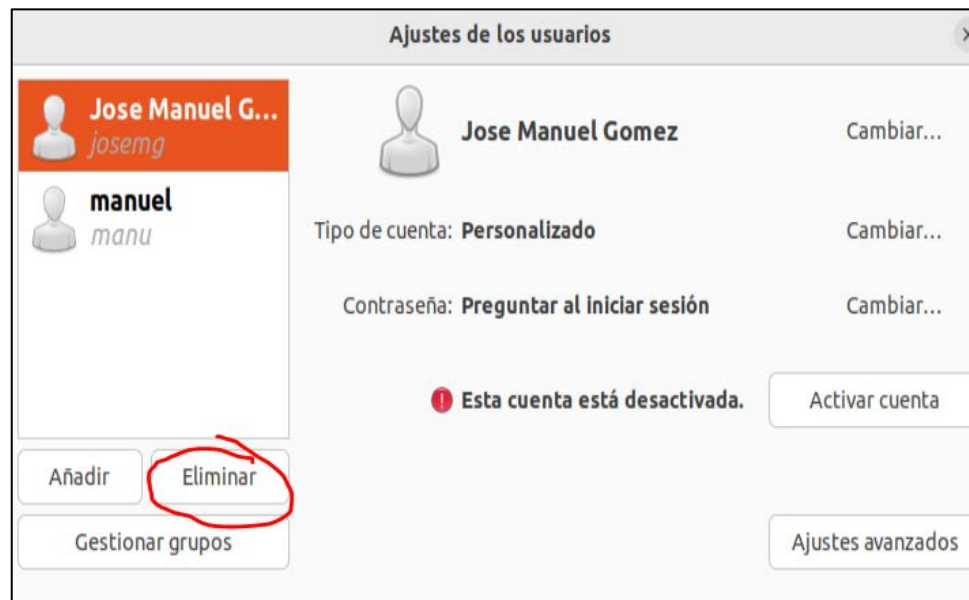 Ajustes de los usuarios
Jose Manuel G...
josemg
manuel
manu
Jose Manuel Gomez
Cambiar...
Tipo de cuenta: Personalizado
Cambiar...
Contraseña: Preguntar al iniciar sesión
Cambiar...
Esta cuenta está desactivada.
Activar cuenta
Añadir
Eliminar
Gestionar grupos
Ajustes avanzados